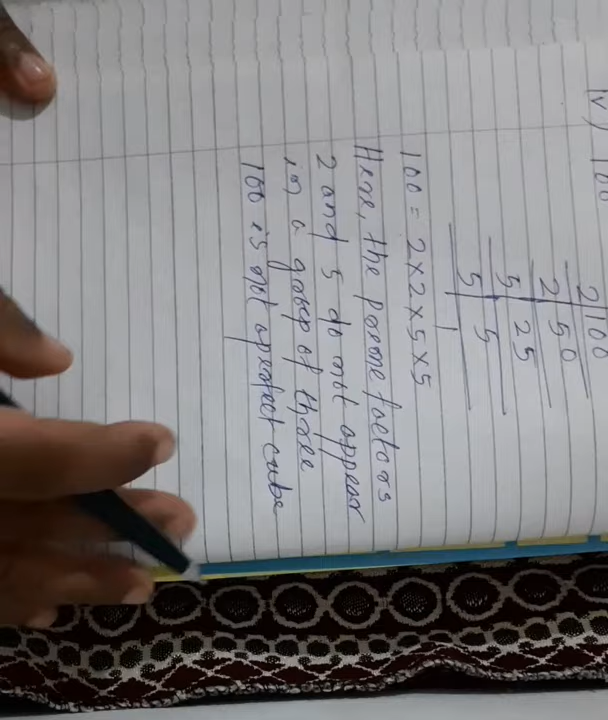 iv) 100
2 | 100
2 | 50
5 | 25
5 | 5
1
100 = 2×2×5×5
Here, the prime factors
2 and 5 do not appear
in a group of three
100 is not a perfect cube